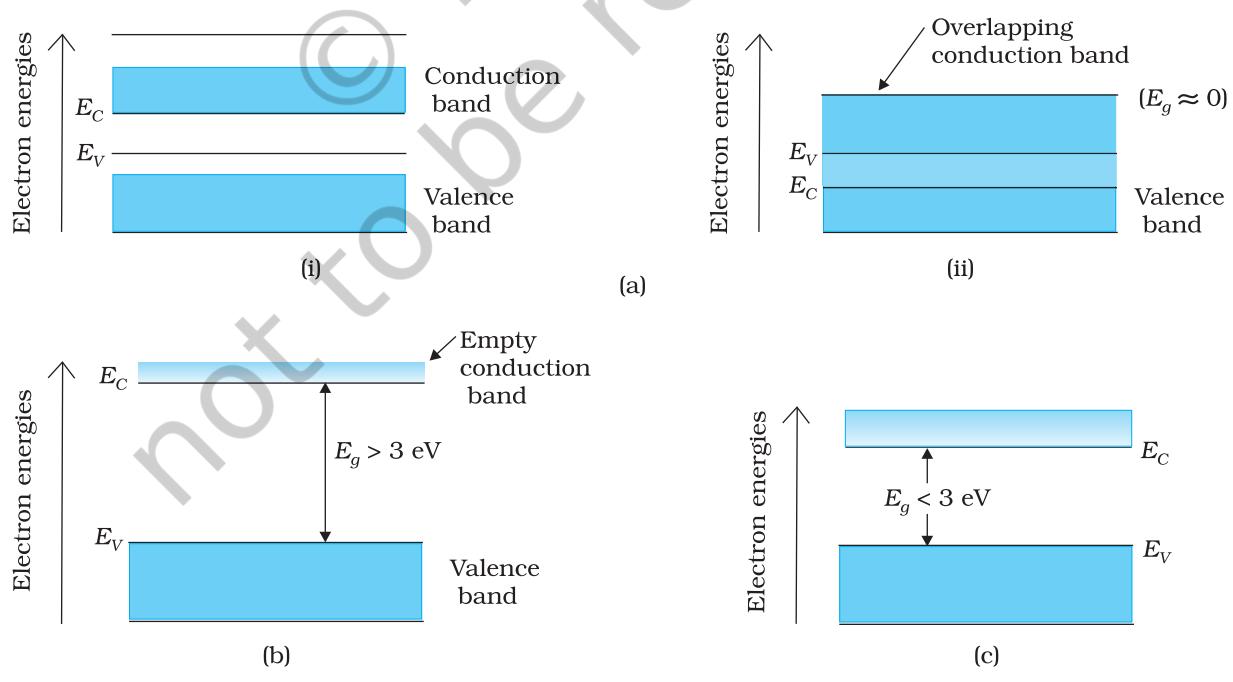 Electron energies
E_C
E_V
Conduction
band
Valence
band
(i)
Electron energies
Overlapping
conduction band
(E_g ≈ 0)
E_V
E_C
Valence
band
(ii)
(a)
Electron energies
E_C
Empty
conduction
band
E_g > 3 eV
E_V
Valence
band
(b)
Electron energies
E_C
E_g < 3 eV
E_V
(c)
©
not to be r